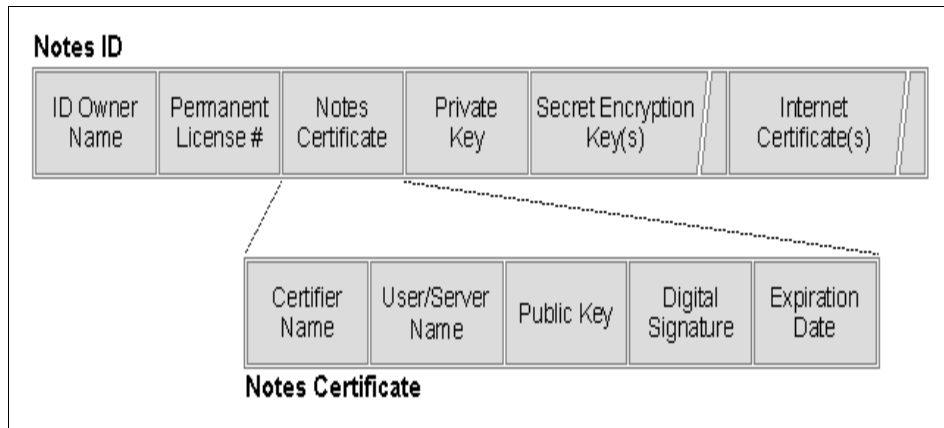 Notes ID
ID Owner
Name
Permanent
License #
Notes
Certificate
Private
Key
Secret Encryption
Key(s)
Internet
Certificate(s)
Certifier
Name
User/Server
Name
Public Key
Digital
Signature
Expiration
Date
Notes Certificate